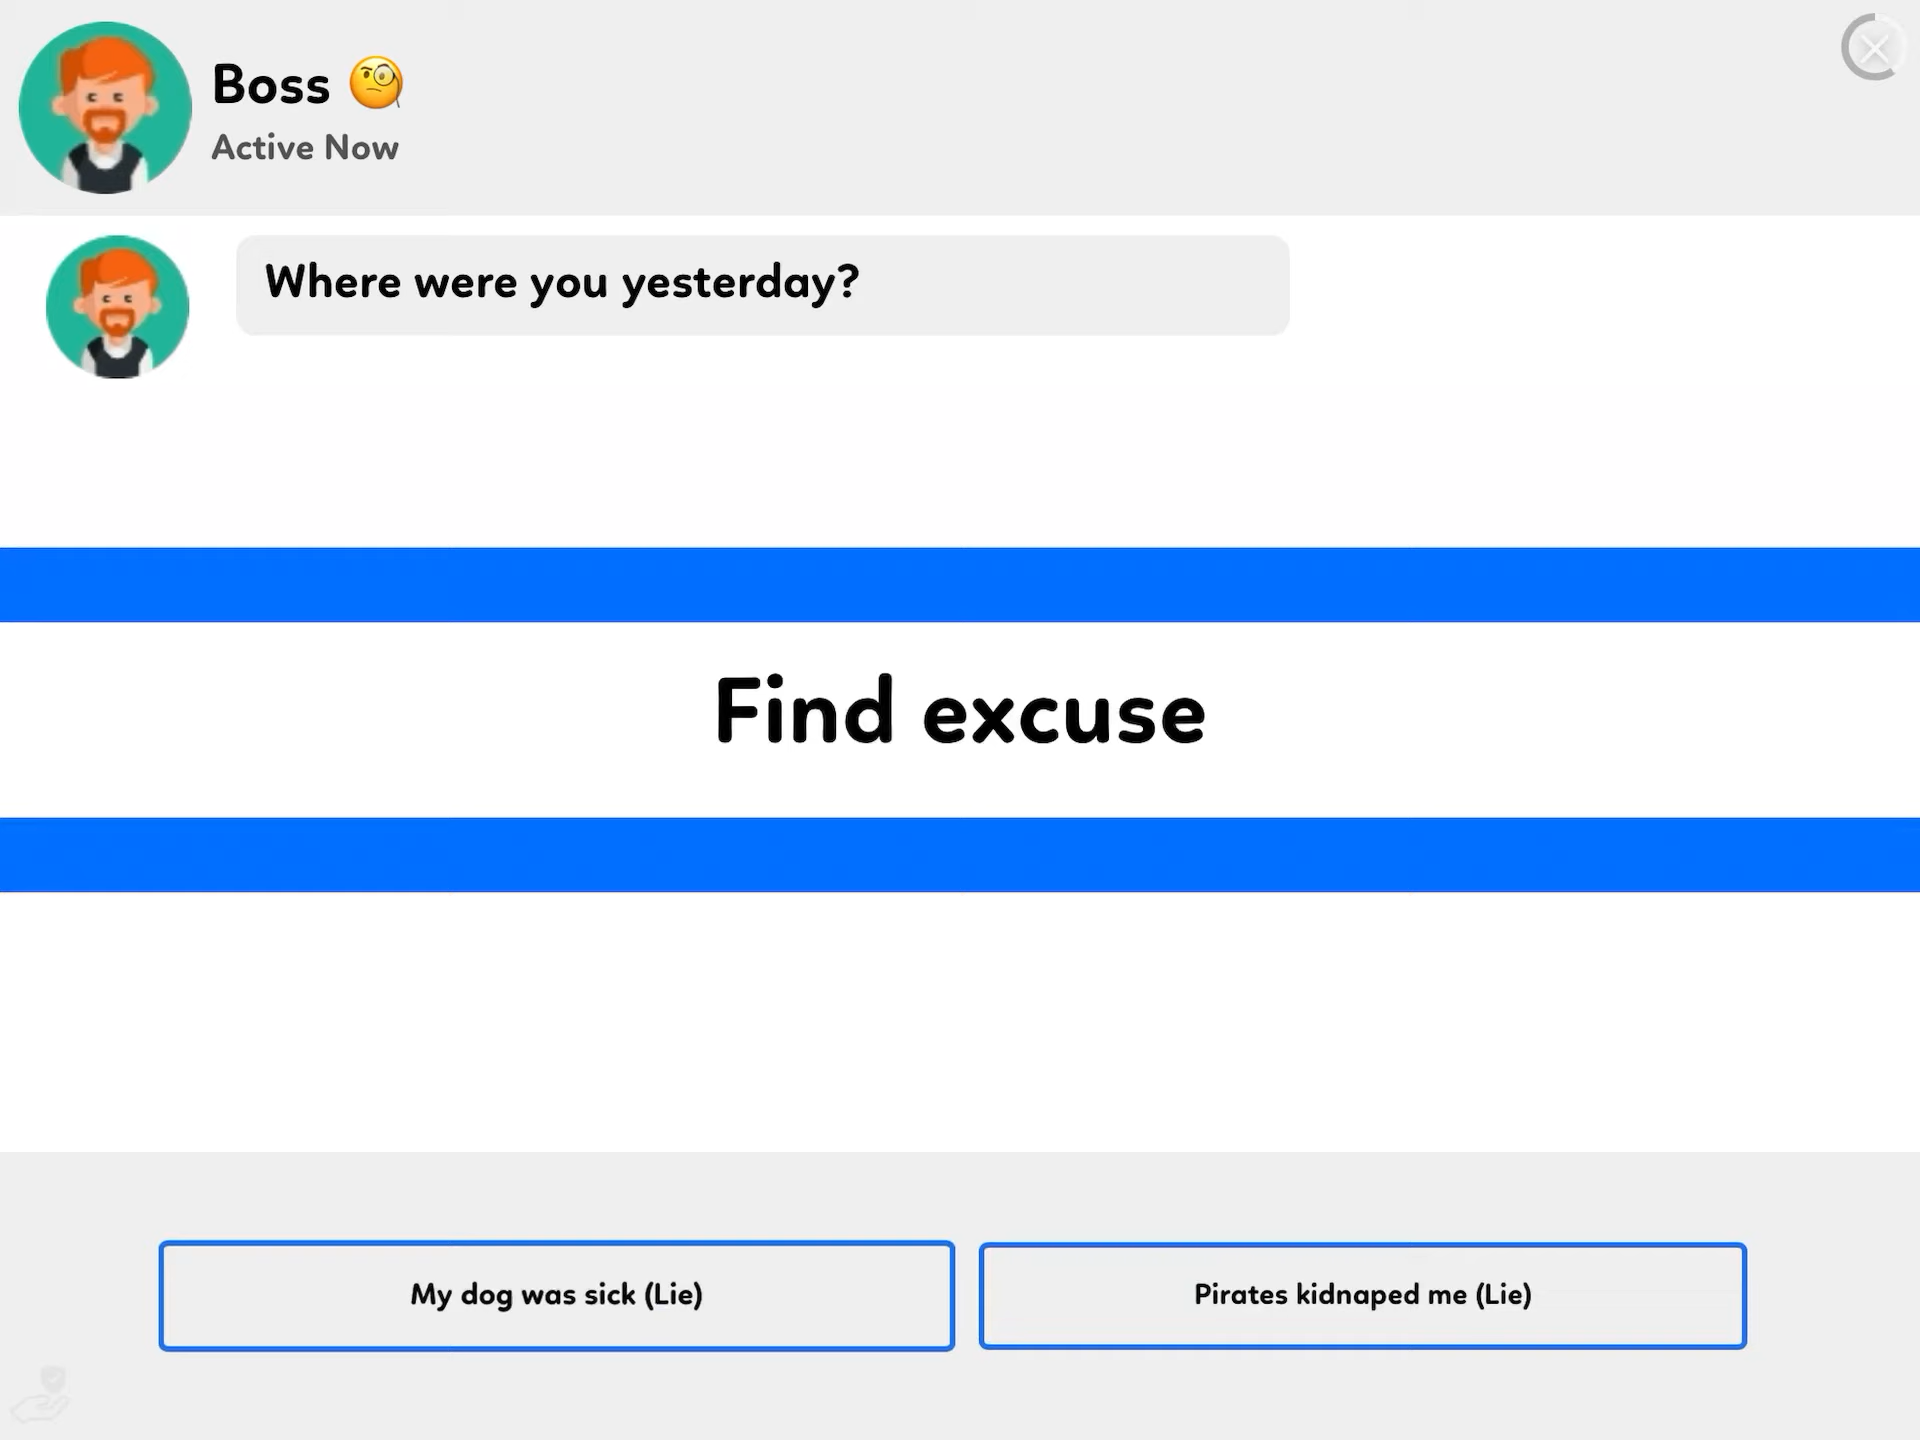 Boss 🧐
Active Now
Where were you yesterday?
Find excuse
My dog was sick (Lie)
Pirates kidnaped me (Lie)